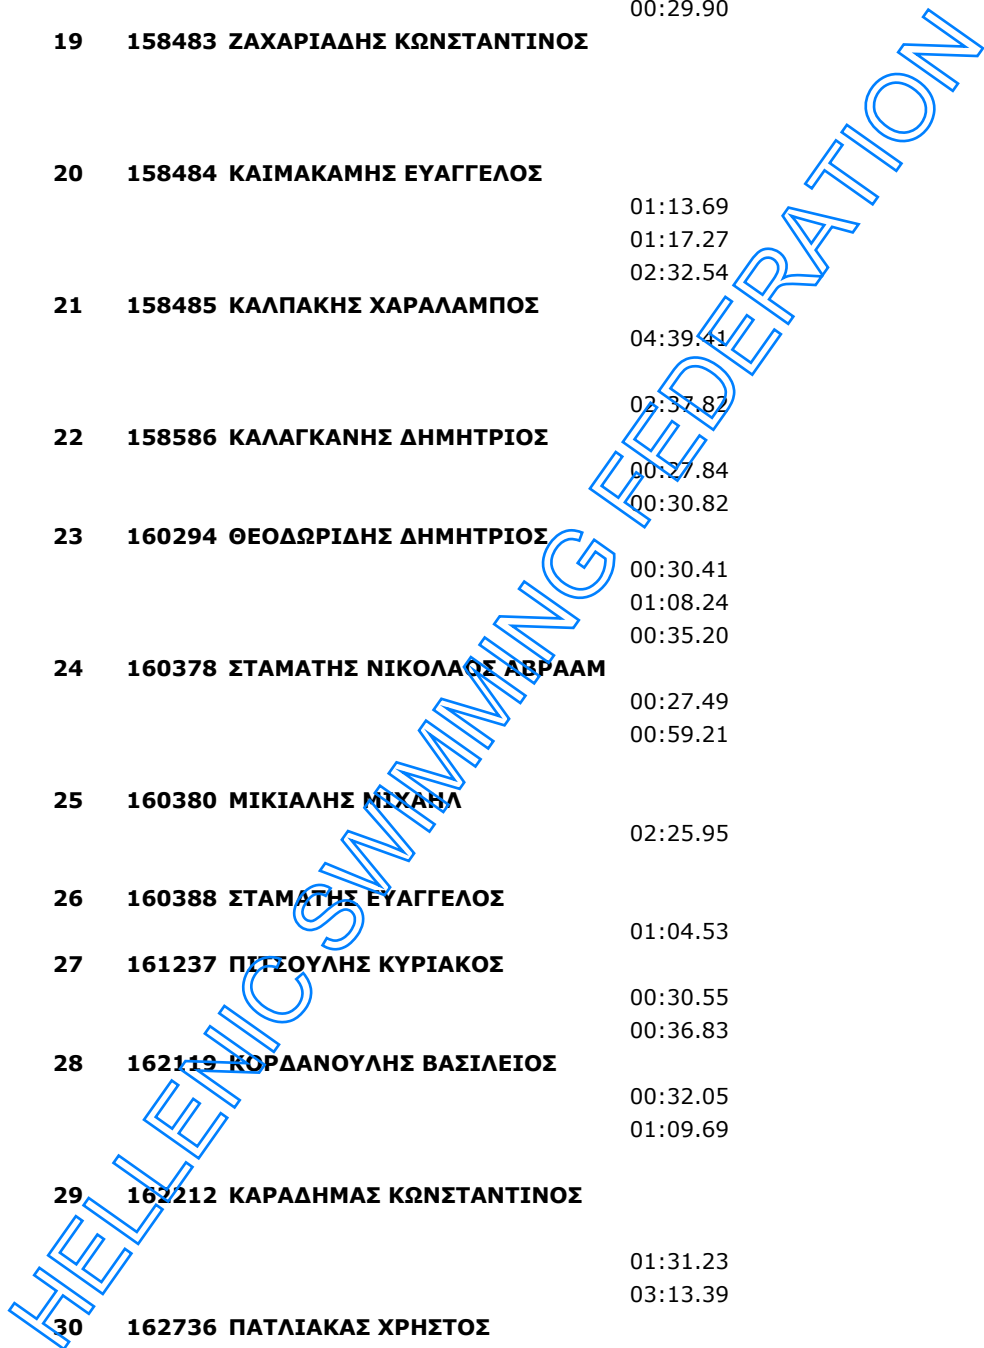 00:29.90
19 158483 ΖΑΧΑΡΙΑΔΗΣ ΚΩΝΣΤΑΝΤΙΝΟΣ
20 158484 ΚΑΙΜΑΚΑΜΗΣ ΕΥΑΓΓΕΛΟΣ
01:13.69
01:17.27
02:32.54
21 158485 ΚΑΛΠΑΚΗΣ ΧΑΡΑΛΑΜΠΟΣ
04:39.41
02:37.82
22 158586 ΚΑΛΑΓΚΑΝΗΣ ΔΗΜΗΤΡΙΟΣ
00:27.84
00:30.82
23 160294 ΘΕΟΔΩΡΙΔΗΣ ΔΗΜΗΤΡΙΟΣ
00:30.41
01:08.24
00:35.20
24 160378 ΣΤΑΜΑΤΗΣ ΝΙΚΟΛΑΟΣ ΑΒΡΑΑΜ
00:27.49
00:59.21
25 160380 ΜΙΚΙΑΛΗΣ ΜΙΧΑΗΛ
02:25.95
26 160388 ΣΤΑΜΑΤΗΣ ΕΥΑΓΓΕΛΟΣ
01:04.53
27 161237 ΠΙΤΣΟΥΛΗΣ ΚΥΡΙΑΚΟΣ
00:30.55
00:36.83
28 162119 ΚΟΡΔΑΝΟΥΛΗΣ ΒΑΣΙΛΕΙΟΣ
00:32.05
01:09.69
29 162212 ΚΑΡΑΔΗΜΑΣ ΚΩΝΣΤΑΝΤΙΝΟΣ
01:31.23
03:13.39
30 162736 ΠΑΤΛΙΑΚΑΣ ΧΡΗΣΤΟΣ
HELLENIC SWIMMING FEDERATION